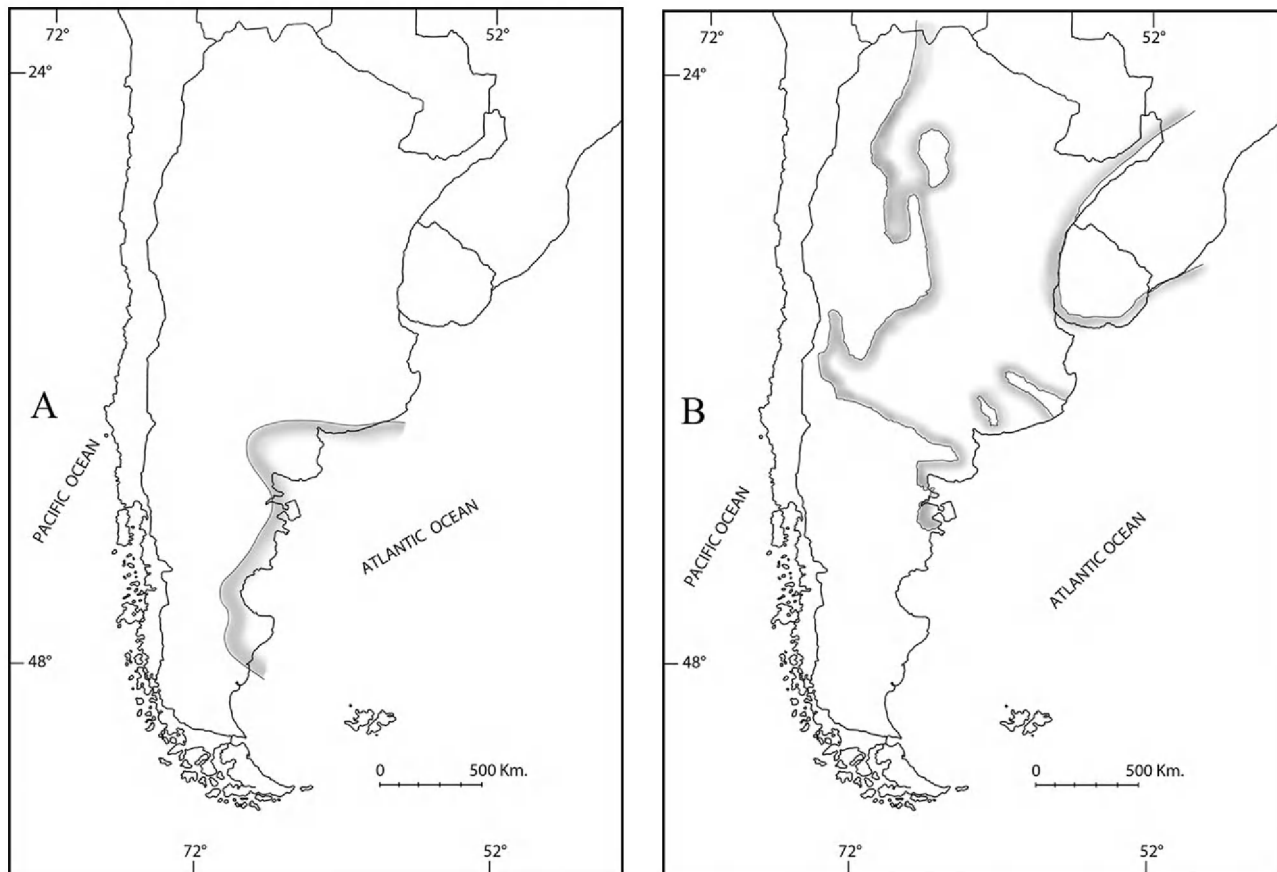 72°
52°
24°
A
PACIFIC OCEAN
ATLANTIC OCEAN
48°
0 500 Km.
72°
52°
72°
52°
24°
B
PACIFIC OCEAN
ATLANTIC OCEAN
48°
0 500 Km.
72°
52°